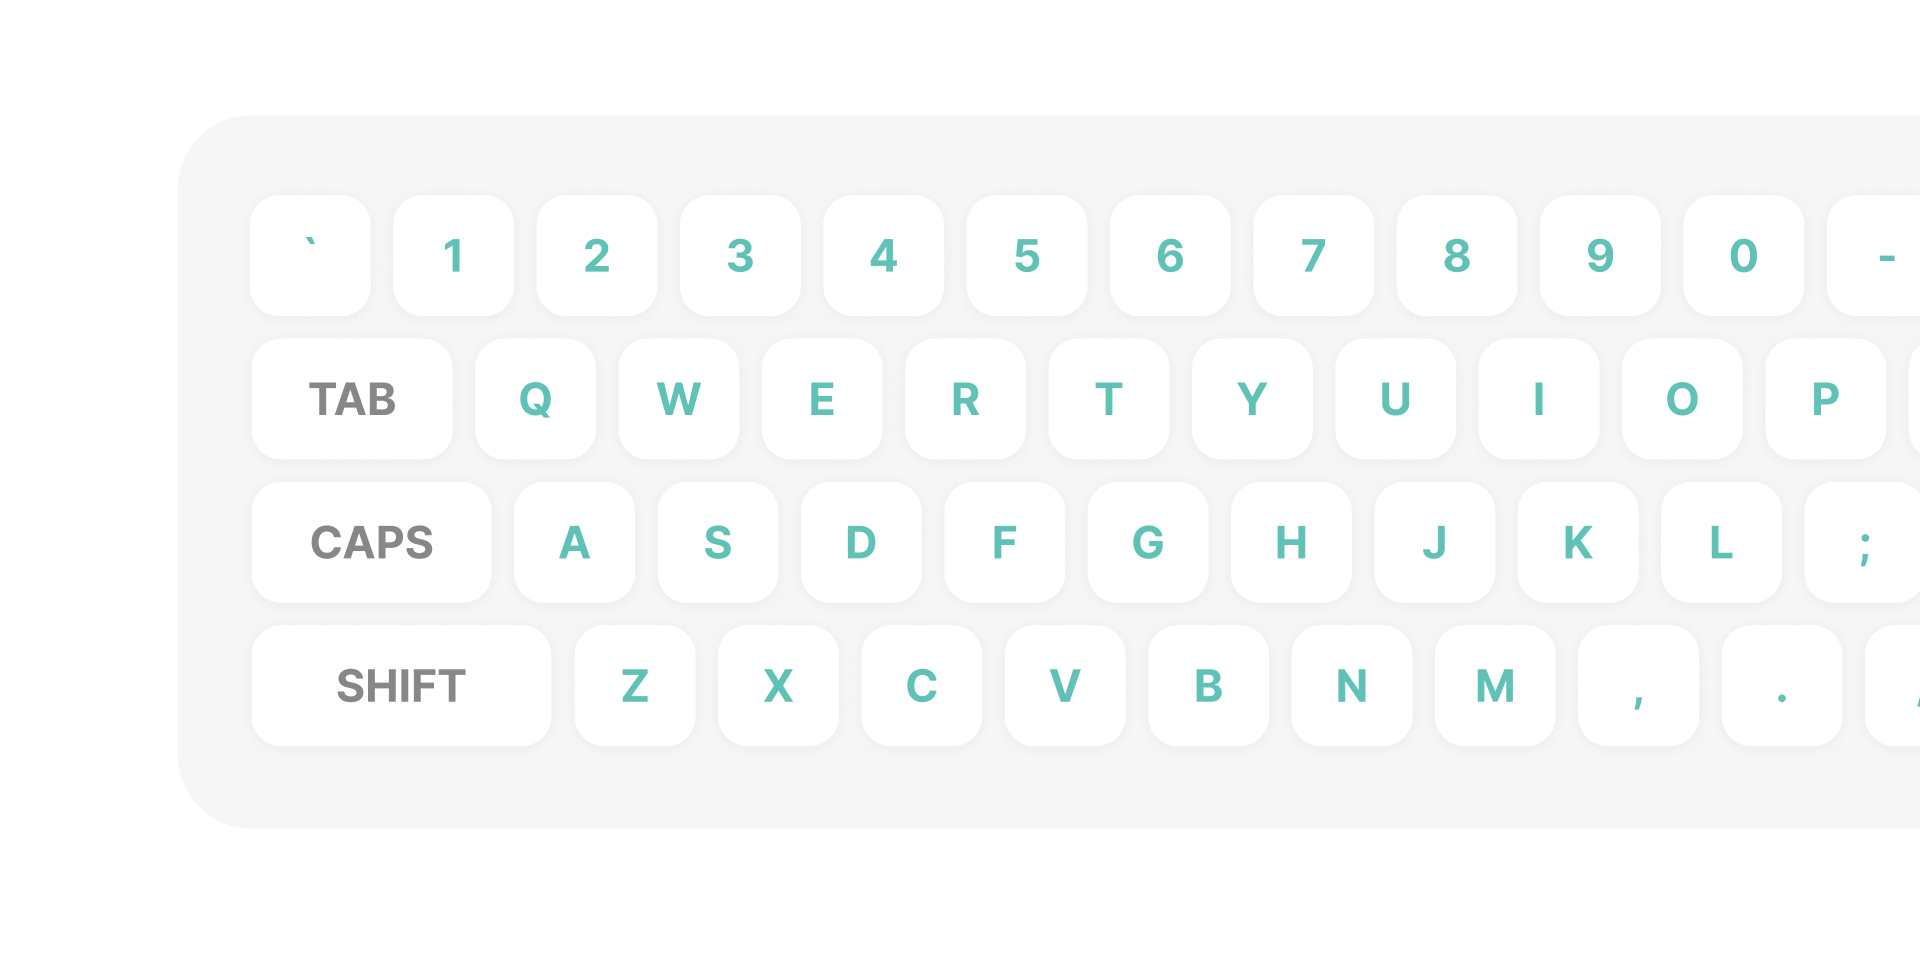 ` 1 2 3 4 5 6 7 8 9 0 -
TAB Q W E R T Y U I O P
CAPS A S D F G H J K L ;
SHIFT Z X C V B N M , .